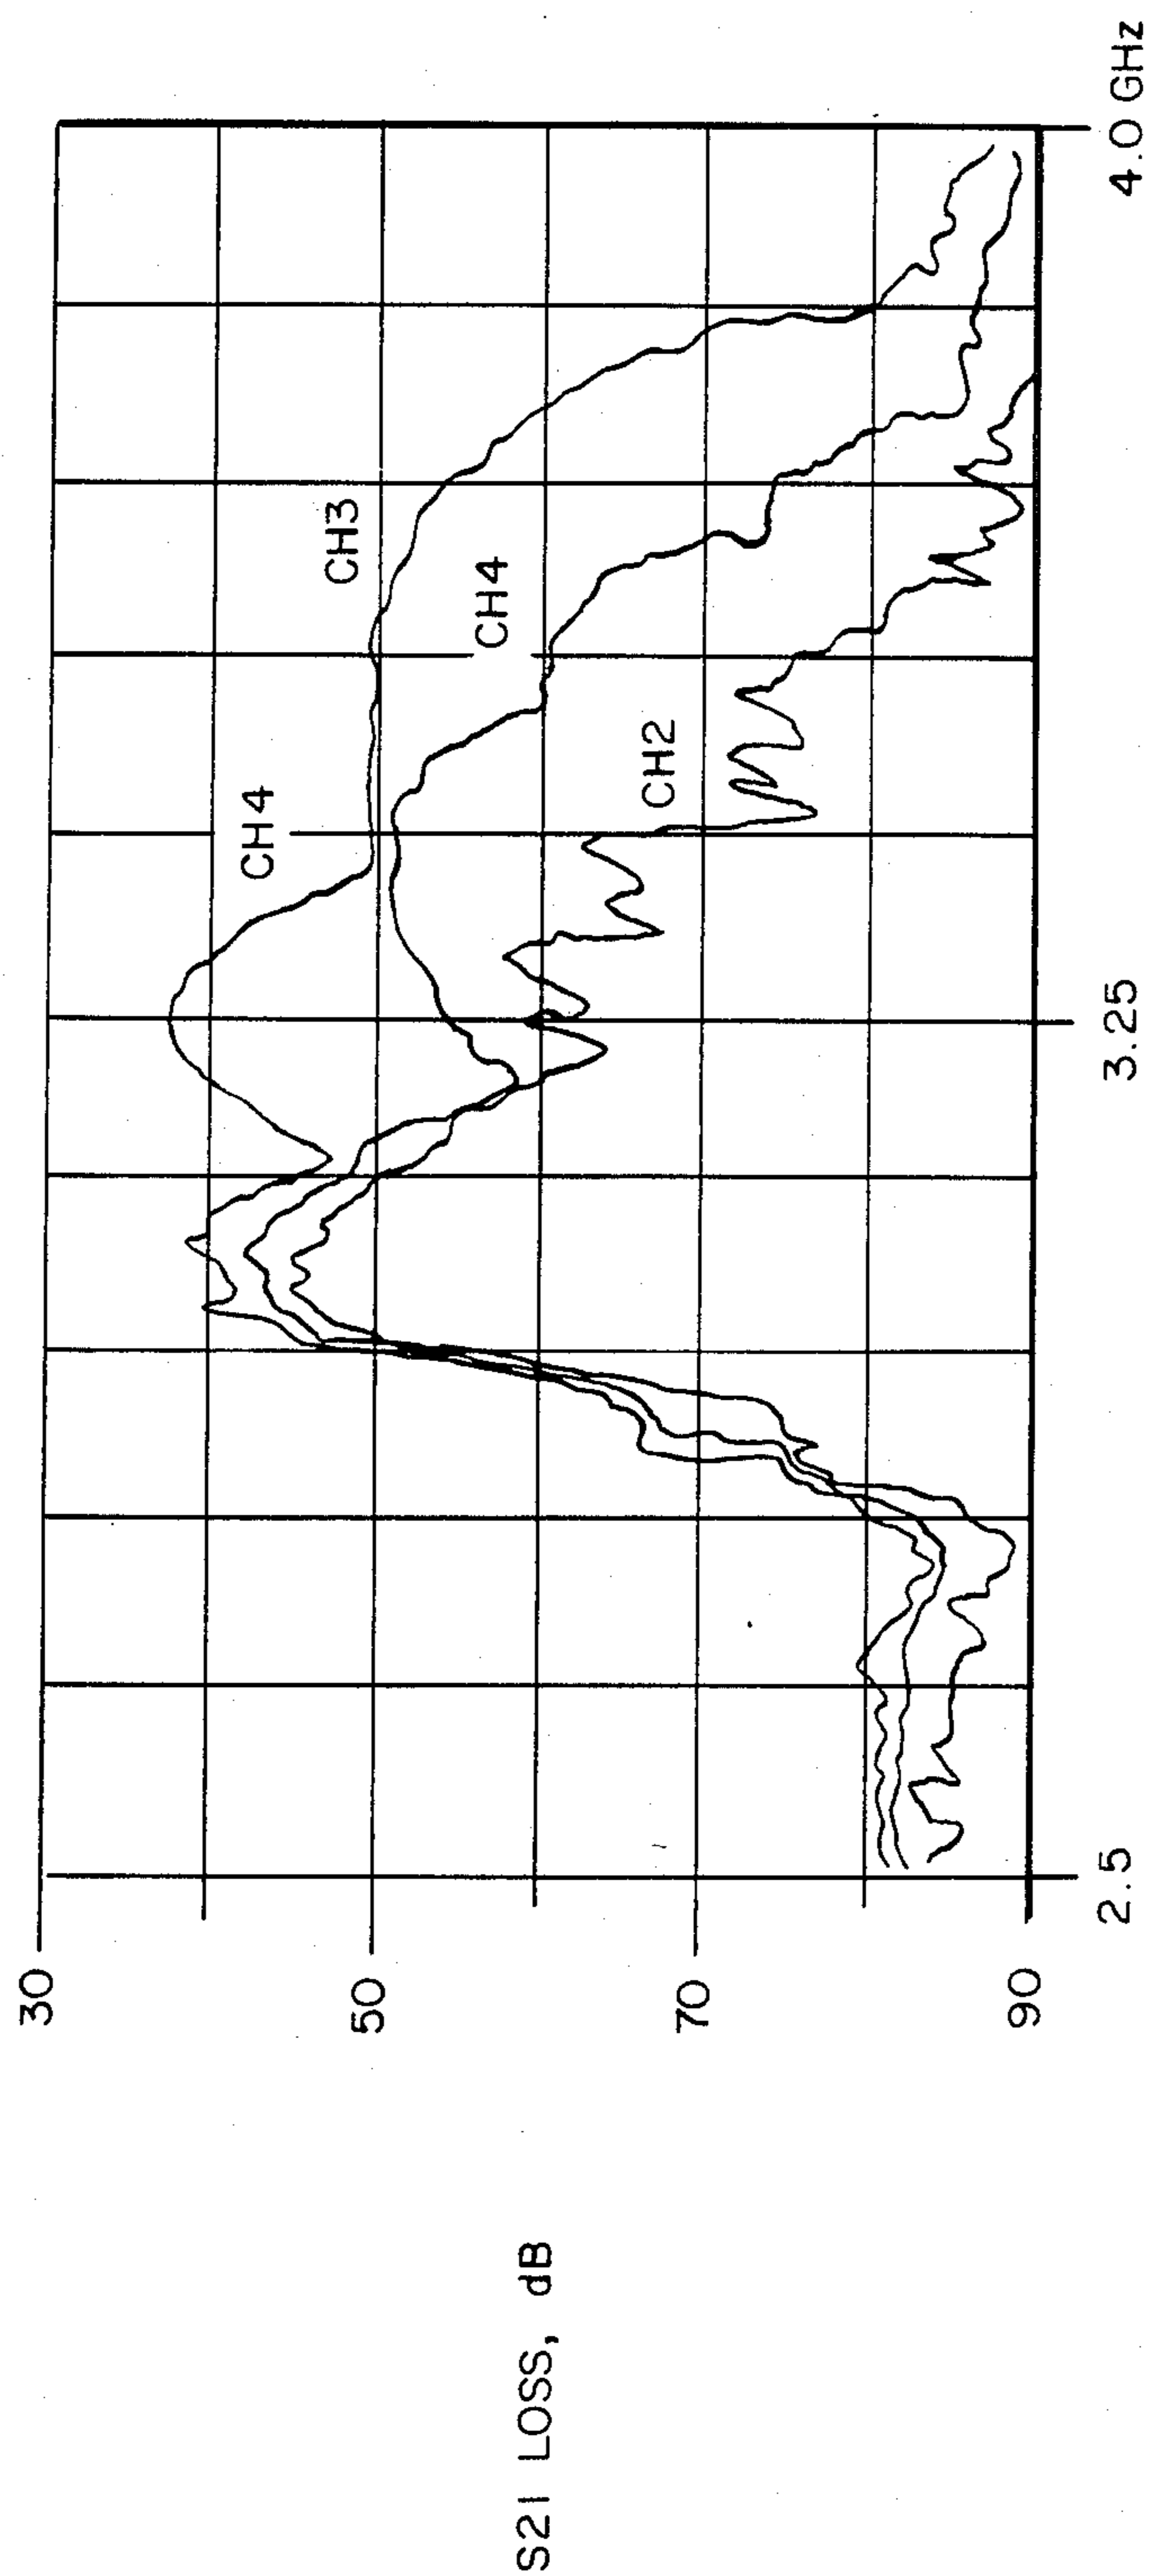 S21 LOSS, dB
30
50
70
90
CH4
CH3
CH4
CH2
2.5
3.25
4.0 GHz